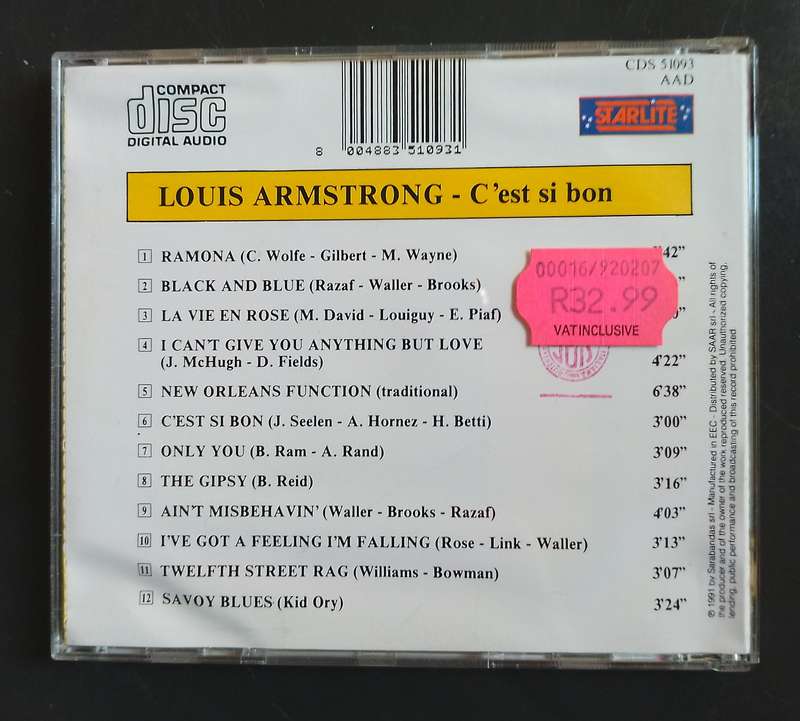 CDS 51093
AAD
COMPACT
disc
DIGITAL AUDIO
8 004883 510931
STARLITE
LOUIS ARMSTRONG - C'est si bon
1 RAMONA (C. Wolfe - Gilbert - M. Wayne) 42”
2 BLACK AND BLUE (Razaf - Waller - Brooks)
3 LA VIE EN ROSE (M. David - Louiguy - E. Piaf)
4 I CAN'T GIVE YOU ANYTHING BUT LOVE
(J. McHugh - D. Fields) 4'22”
5 NEW ORLEANS FUNCTION (traditional) 6'38”
6 C'EST SI BON (J. Seelen - A. Hornez - H. Betti) 3'00”
7 ONLY YOU (B. Ram - A. Rand) 3'09”
8 THE GIPSY (B. Reid) 3'16”
9 AIN'T MISBEHAVIN' (Waller - Brooks - Razaf) 4'03”
10 I'VE GOT A FEELING I'M FALLING (Rose - Link - Waller) 3'13”
11 TWELFTH STREET RAG (Williams - Bowman) 3'07”
12 SAVOY BLUES (Kid Ory) 3'24”
00016/920207
R32.99
VAT INCLUSIVE
℗ 1991 by Sarabandas srl - Manufactured in EEC - Distributed by SAAR srl - All rights of
the producer and of the owner of the work reproduced reserved. Unauthorized copying,
lending, public performance and broadcasting of this record prohibited